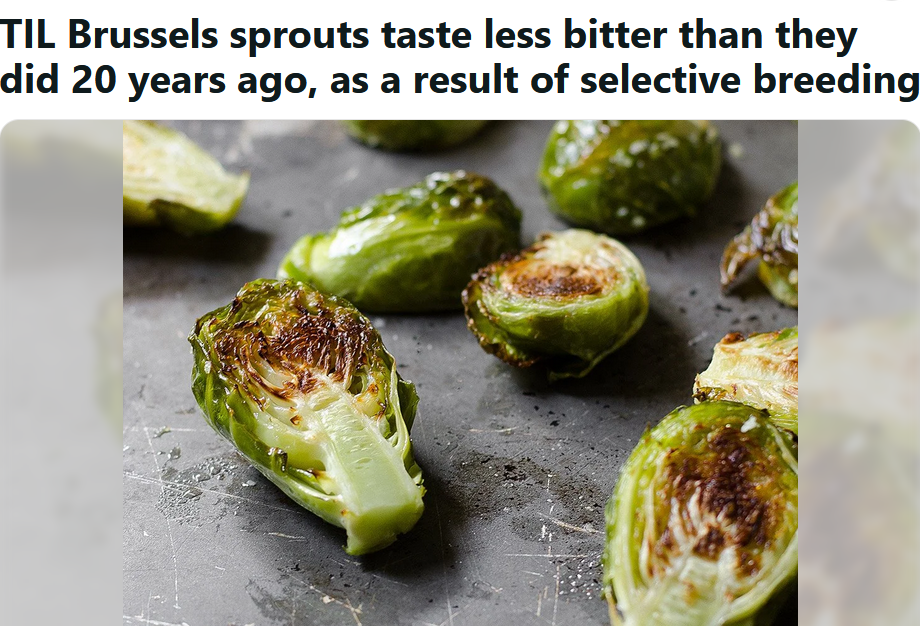 TIL Brussels sprouts taste less bitter than they
did 20 years ago, as a result of selective breeding